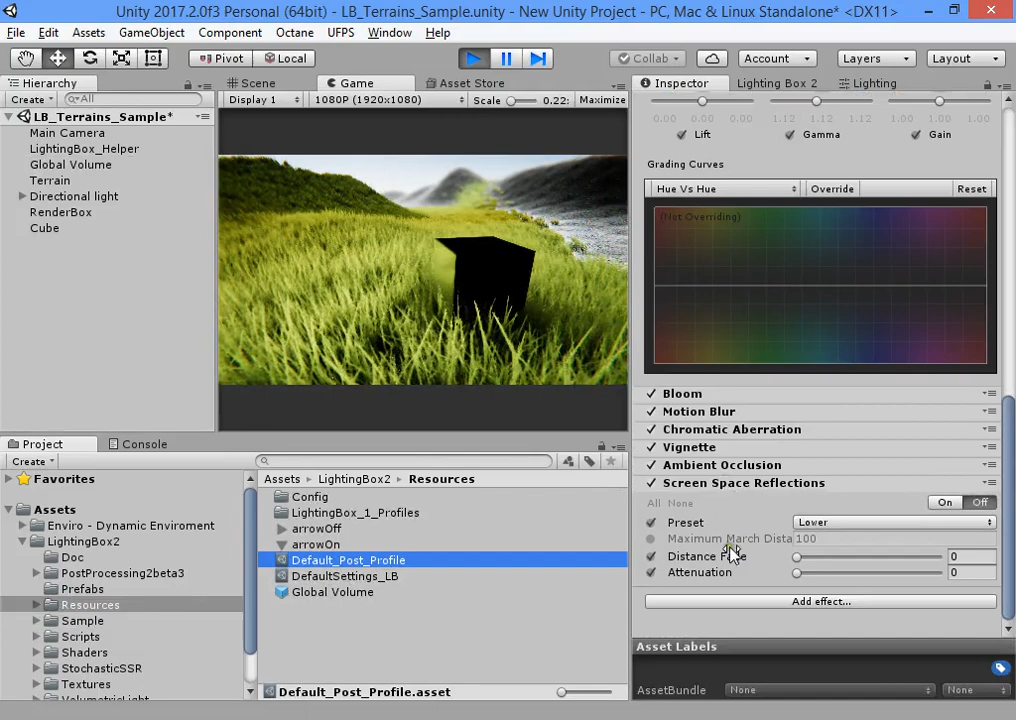 Unity 2017.2.0f3 Personal (64bit) - LB_Terrains_Sample.unity - New Unity Project - PC, Mac & Linux Standalone* <DX11>
File Edit Assets GameObject Component Octane UFPS Window Help
Pivot Local Collab Account Layers Layout
Hierarchy Scene Game Asset Store Inspector Lighting Box 2 Lighting
Create All Display 1 1080P (1920x1080) Scale 0.22: Maximize
LB_Terrains_Sample*
Main Camera
LightingBox_Helper
Global Volume
Terrain
Directional light
RenderBox
Cube
0.00 0.00 0.00 1.12 1.12 1.12 1.00 1.00 1.00
Lift Gamma Gain
Grading Curves
Hue Vs Hue Override Reset
(Not Overriding)
Bloom
Motion Blur
Chromatic Aberration
Vignette
Ambient Occlusion
Screen Space Reflections
All None On Off
Preset Lower
Maximum March Dista 100
Distance 0
Attenuation 0
Add effect...
Asset Labels
AssetBundle None None
Project Console
Create
Favorites
Assets
Enviro - Dynamic Enviroment
LightingBox2
Doc
PostProcessing2beta3
Prefabs
Resources
Sample
Scripts
Shaders
StochasticSSR
Textures
VolumetricLight
Assets LightingBox2 Resources
Config
LightingBox_1_Profiles
arrowOff
arrowOn
Default_Post_Profile
DefaultSettings_LB
Global Volume
Default_Post_Profile.asset